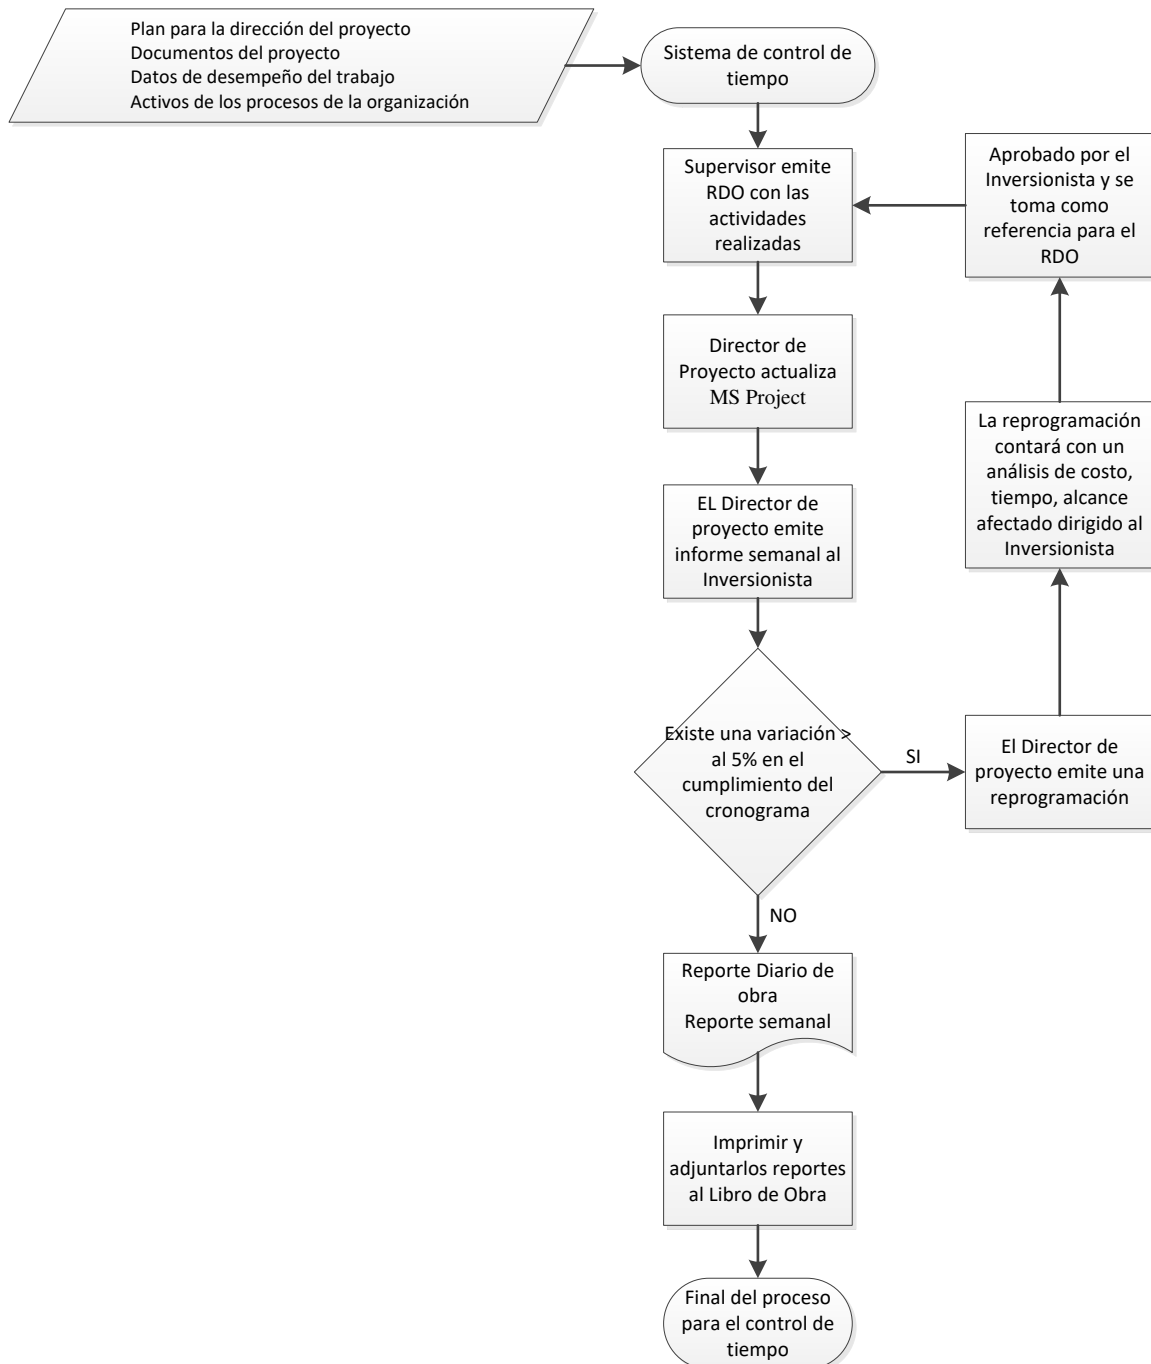 Plan para la dirección del proyecto
Documentos del proyecto
Datos de desempeño del trabajo
Activos de los procesos de la organización
Sistema de control de
tiempo
Supervisor emite
RDO con las
actividades
realizadas
Aprobado por el
Inversionista y se
toma como
referencia para el
RDO
Director de
Proyecto actualiza
MS Project
La reprogramación
contará con un
análisis de costo,
tiempo, alcance
afectado dirigido al
Inversionista
EL Director de
proyecto emite
informe semanal al
Inversionista
Existe una variación >
al 5% en el
cumplimiento del
cronograma
SI
El Director de
proyecto emite una
reprogramación
NO
Reporte Diario de
obra
Reporte semanal
Imprimir y
adjuntarlos reportes
al Libro de Obra
Final del proceso
para el control de
tiempo